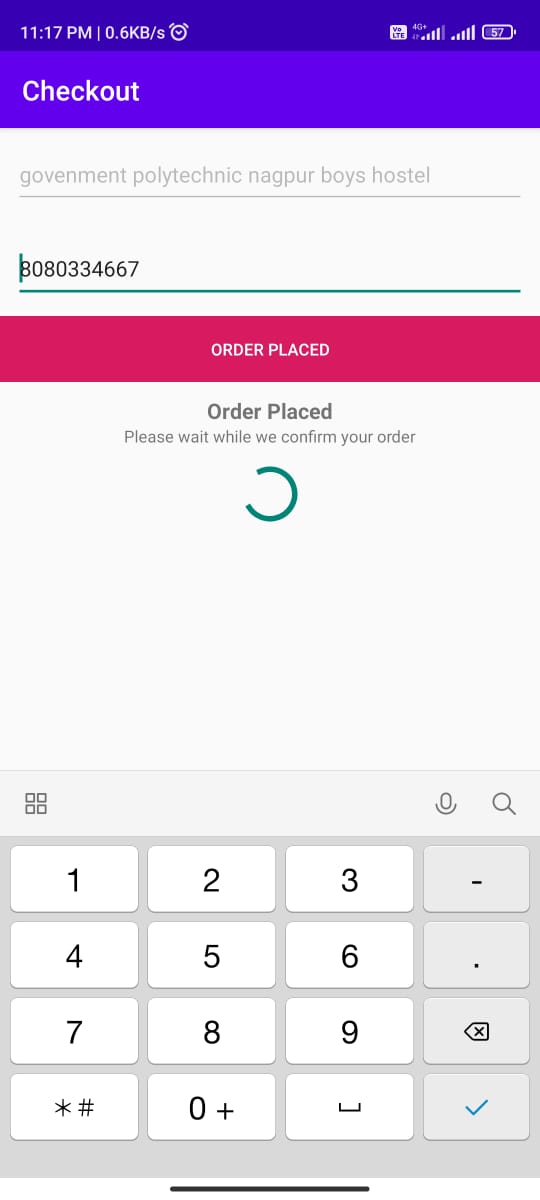 11:17 PM | 0.6KB/s
Vo LTE 4G+ 57
Checkout
govenment polytechnic nagpur boys hostel
8080334667
ORDER PLACED
Order Placed
Please wait while we confirm your order
1 2 3 -
4 5 6 .
7 8 9
*# 0 +